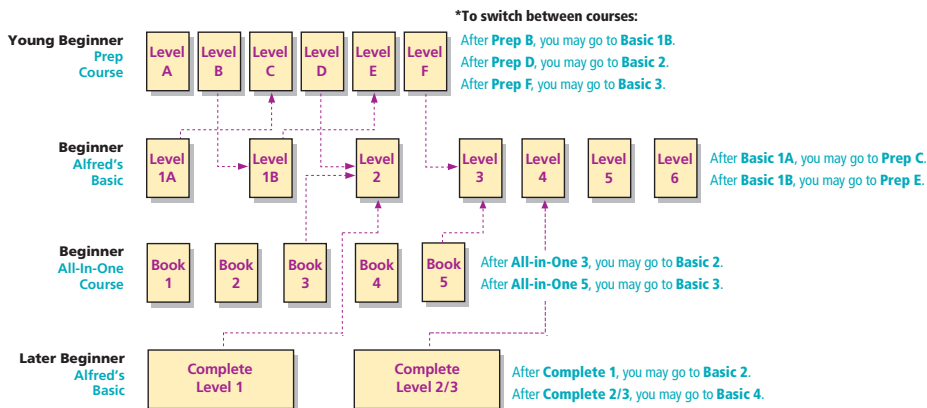 *To switch between courses:
Young Beginner
Prep
Course
Level
A
Level
B
Level
C
Level
D
Level
E
Level
F
After Prep B, you may go to Basic 1B.
After Prep D, you may go to Basic 2.
After Prep F, you may go to Basic 3.
Beginner
Alfred's
Basic
Level
1A
Level
1B
Level
2
Level
3
Level
4
Level
5
Level
6
After Basic 1A, you may go to Prep C.
After Basic 1B, you may go to Prep E.
Beginner
All-In-One
Course
Book
1
Book
2
Book
3
Book
4
Book
5
After All-in-One 3, you may go to Basic 2.
After All-in-One 5, you may go to Basic 3.
Later Beginner
Alfred's
Basic
Complete
Level 1
Complete
Level 2/3
After Complete 1, you may go to Basic 2.
After Complete 2/3, you may go to Basic 4.